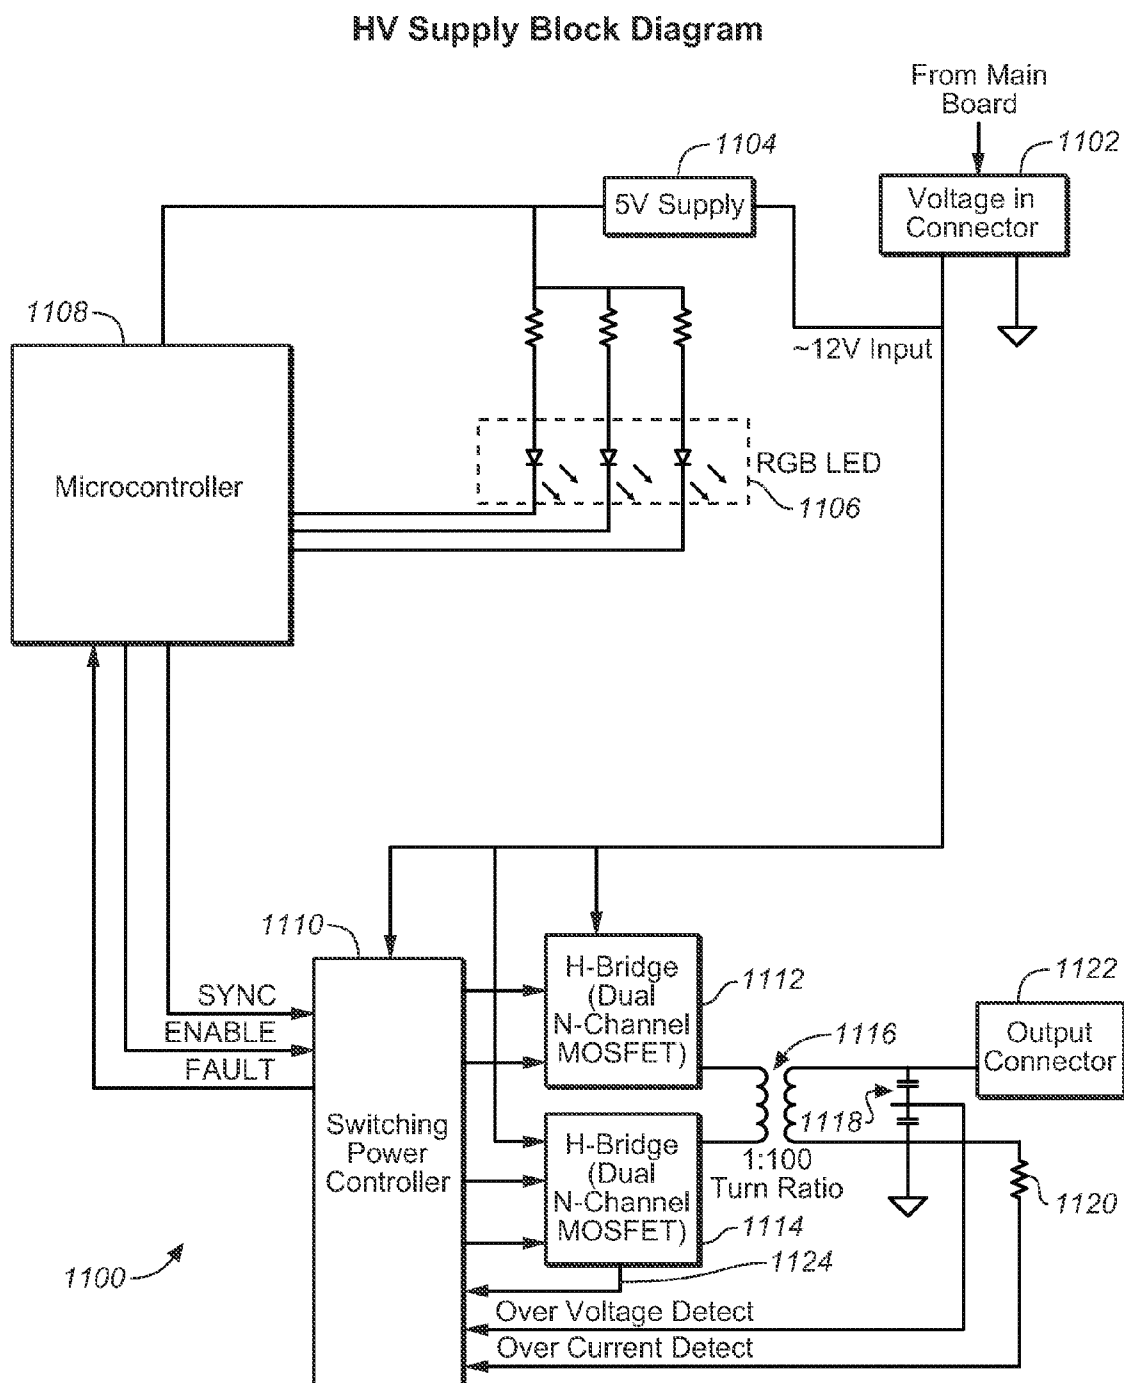 HV Supply Block Diagram
From Main
Board
1102
1104
5V Supply
Voltage in
Connector
1108
~12V Input
Microcontroller
RGB LED
1106
1110
SYNC
ENABLE
FAULT
Switching
Power
Controller
H-Bridge
(Dual
N-Channel
MOSFET)
1112
1122
Output
Connector
1116
1118
H-Bridge
(Dual
N-Channel
MOSFET)
1:100
Turn Ratio
1120
1114
1124
1100
Over Voltage Detect
Over Current Detect